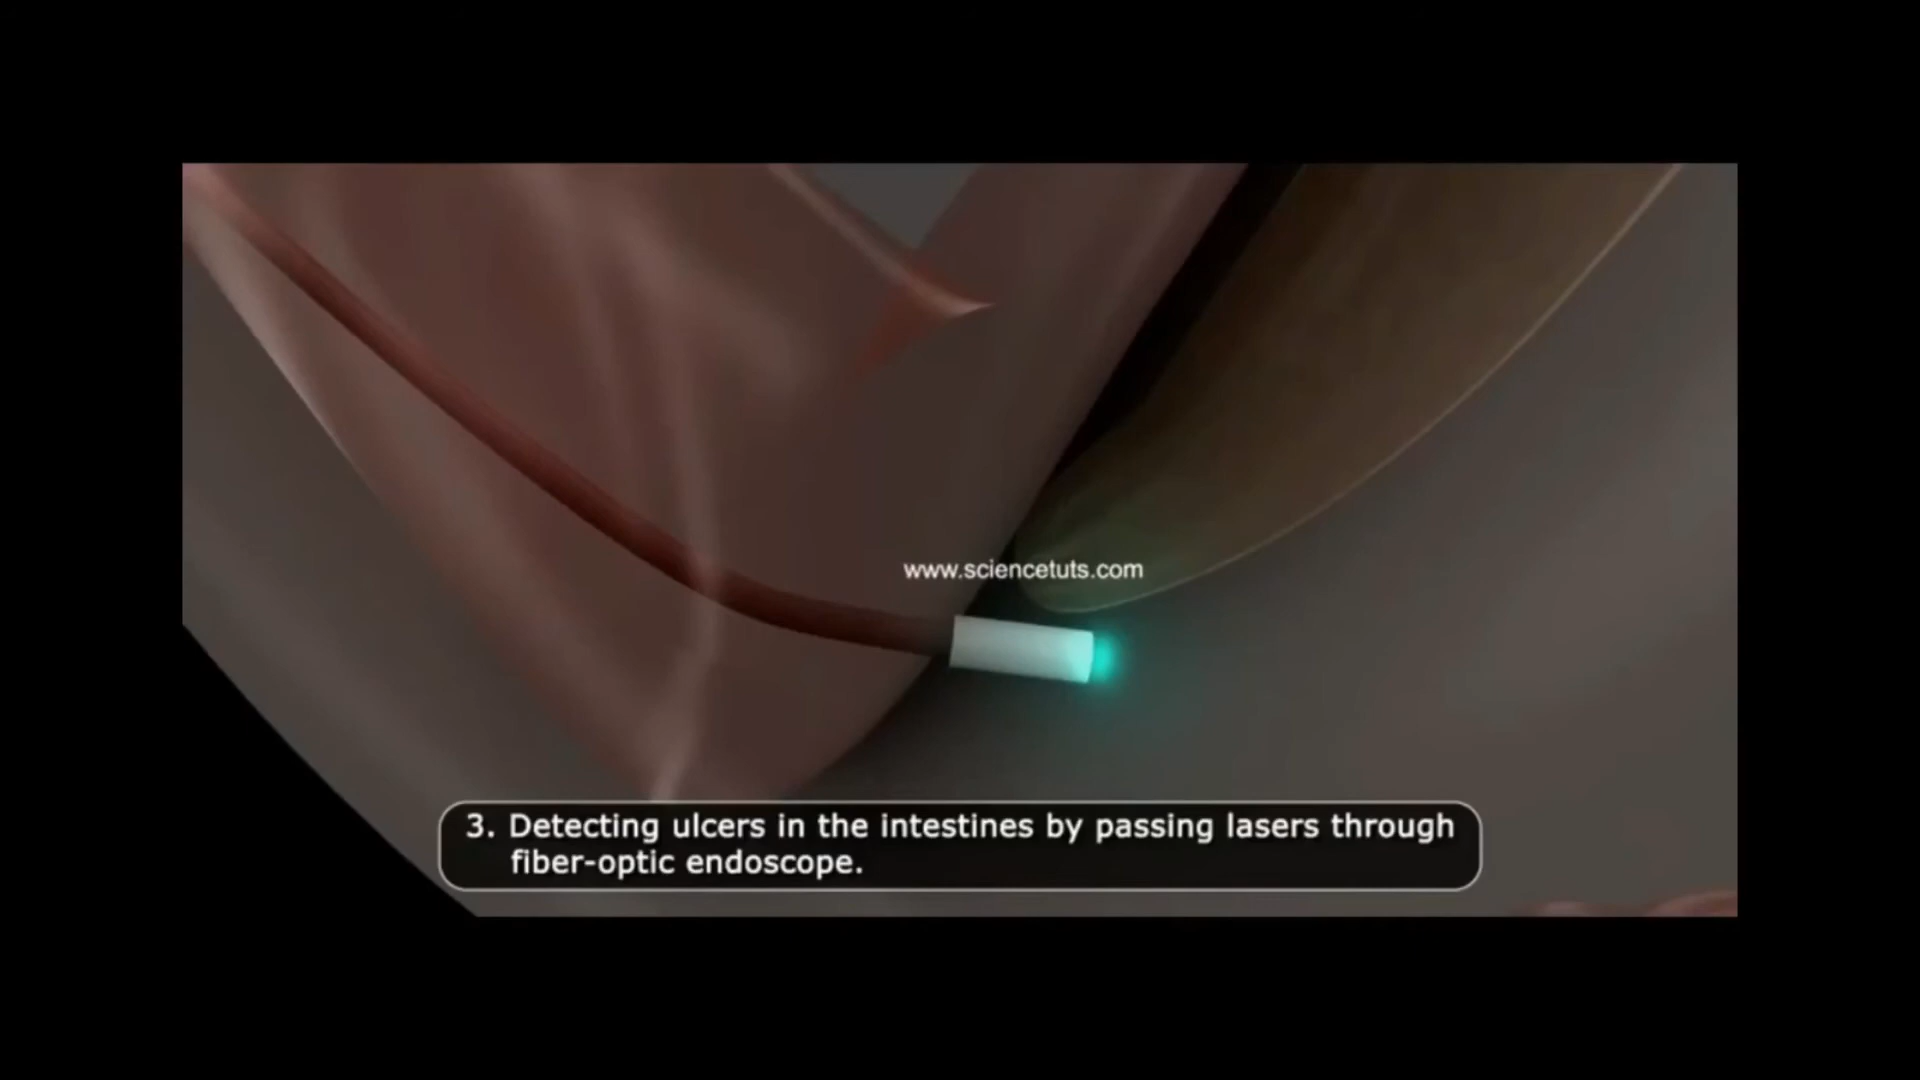 www.sciencetuts.com
3. Detecting ulcers in the intestines by passing lasers through
fiber-optic endoscope.